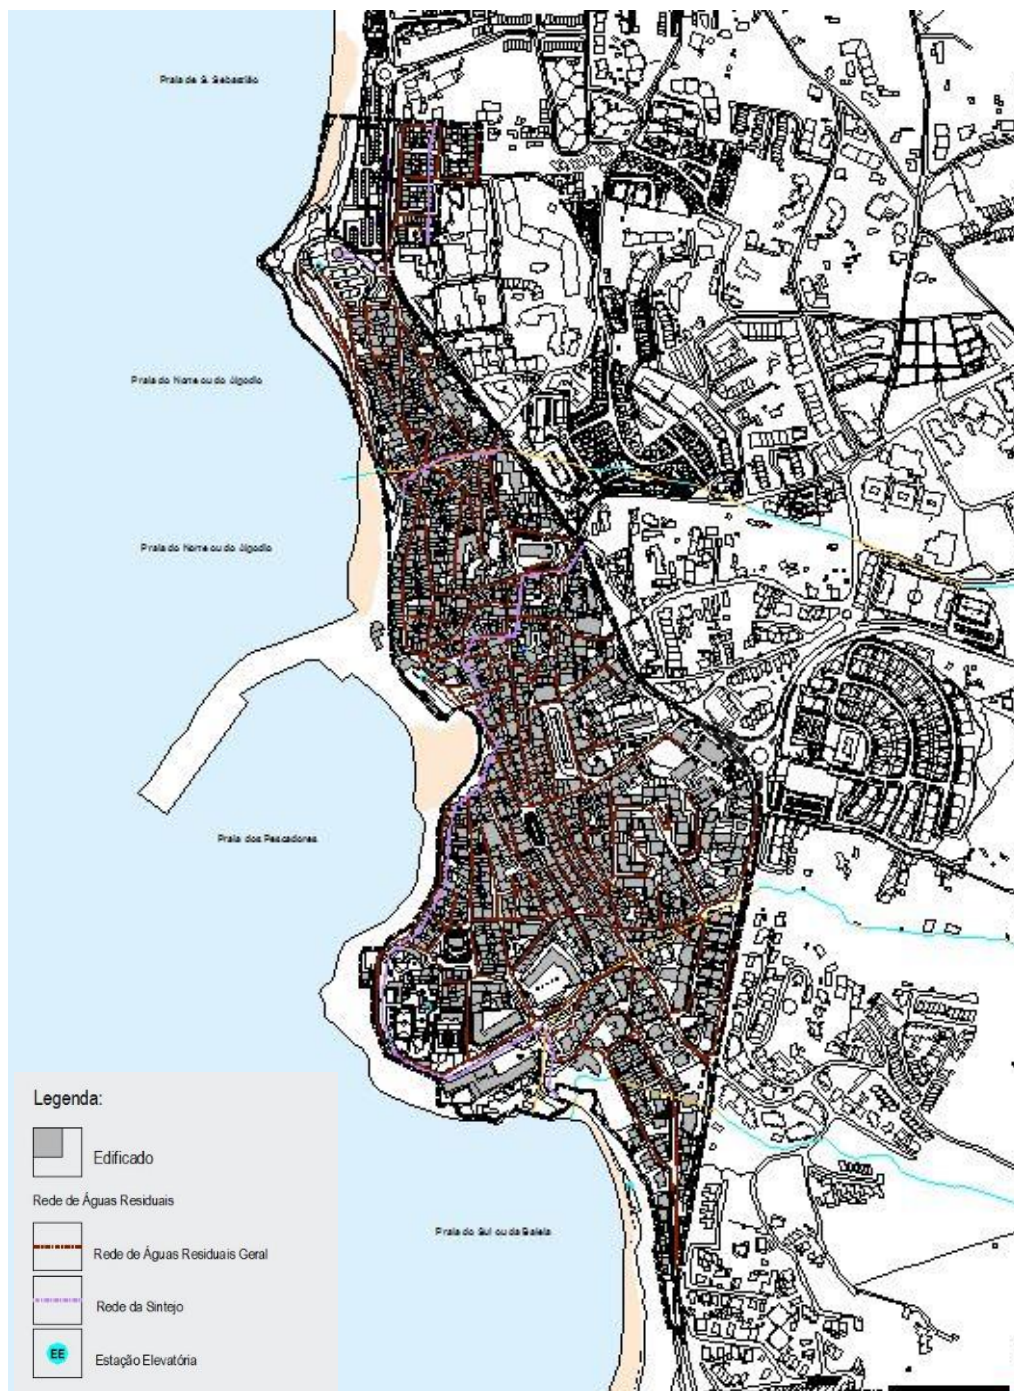 Praia de S. Sebastião
Praia do Norte ou do Algodio
Praia do Norte ou do Algodio
Praia dos Pescadores
Praia do Sul ou da Baleia
Legenda:
Edificado
Rede de Águas Residuais
Rede de Águas Residuais Geral
Rede da Sintejo
EE
Estação Elevatória